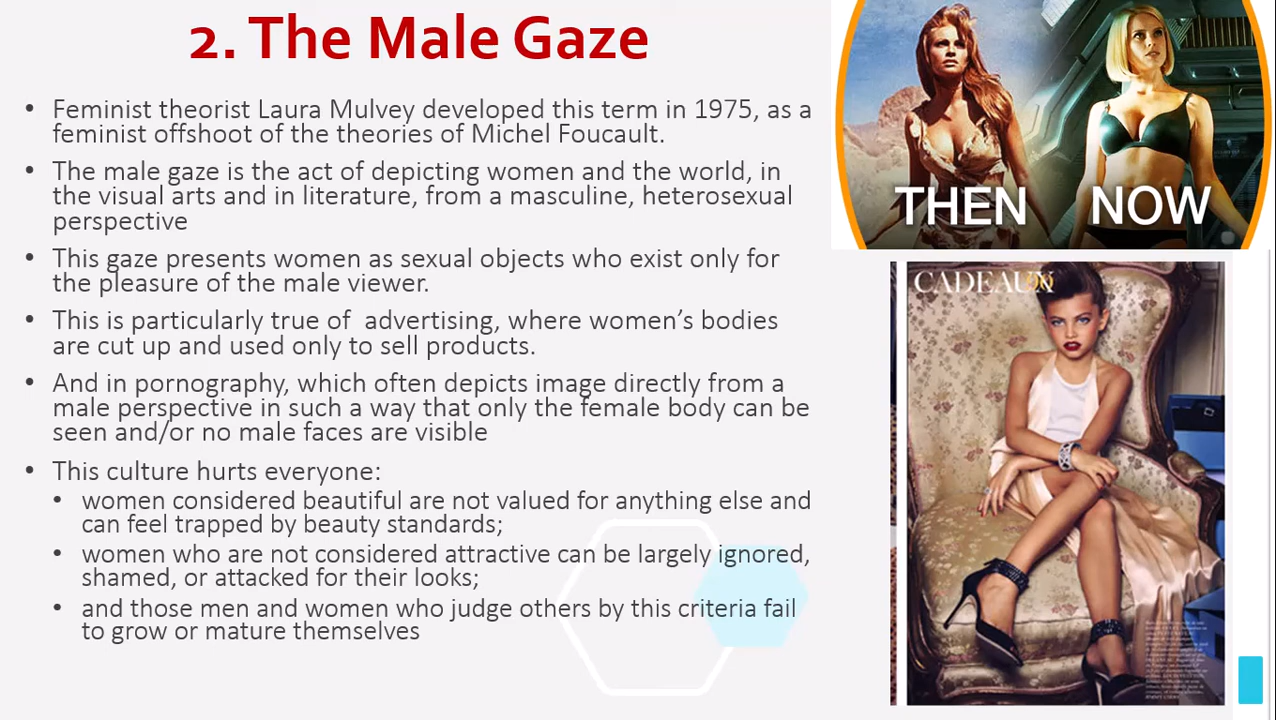 2. The Male Gaze
• Feminist theorist Laura Mulvey developed this term in 1975, as a
feminist offshoot of the theories of Michel Foucault.
• The male gaze is the act of depicting women and the world, in
the visual arts and in literature, from a masculine, heterosexual
perspective
• This gaze presents women as sexual objects who exist only for
the pleasure of the male viewer.
• This is particularly true of  advertising, where women's bodies
are cut up and used only to sell products.
• And in pornography, which often depicts image directly from a
male perspective in such a way that only the female body can be
seen and/or no male faces are visible
• This culture hurts everyone:
• women considered beautiful are not valued for anything else and
can feel trapped by beauty standards;
• women who are not considered attractive can be largely ignored,
shamed, or attacked for their looks;
• and those men and women who judge others by this criteria fail
to grow or mature themselves
THEN NOW
CADEAUX